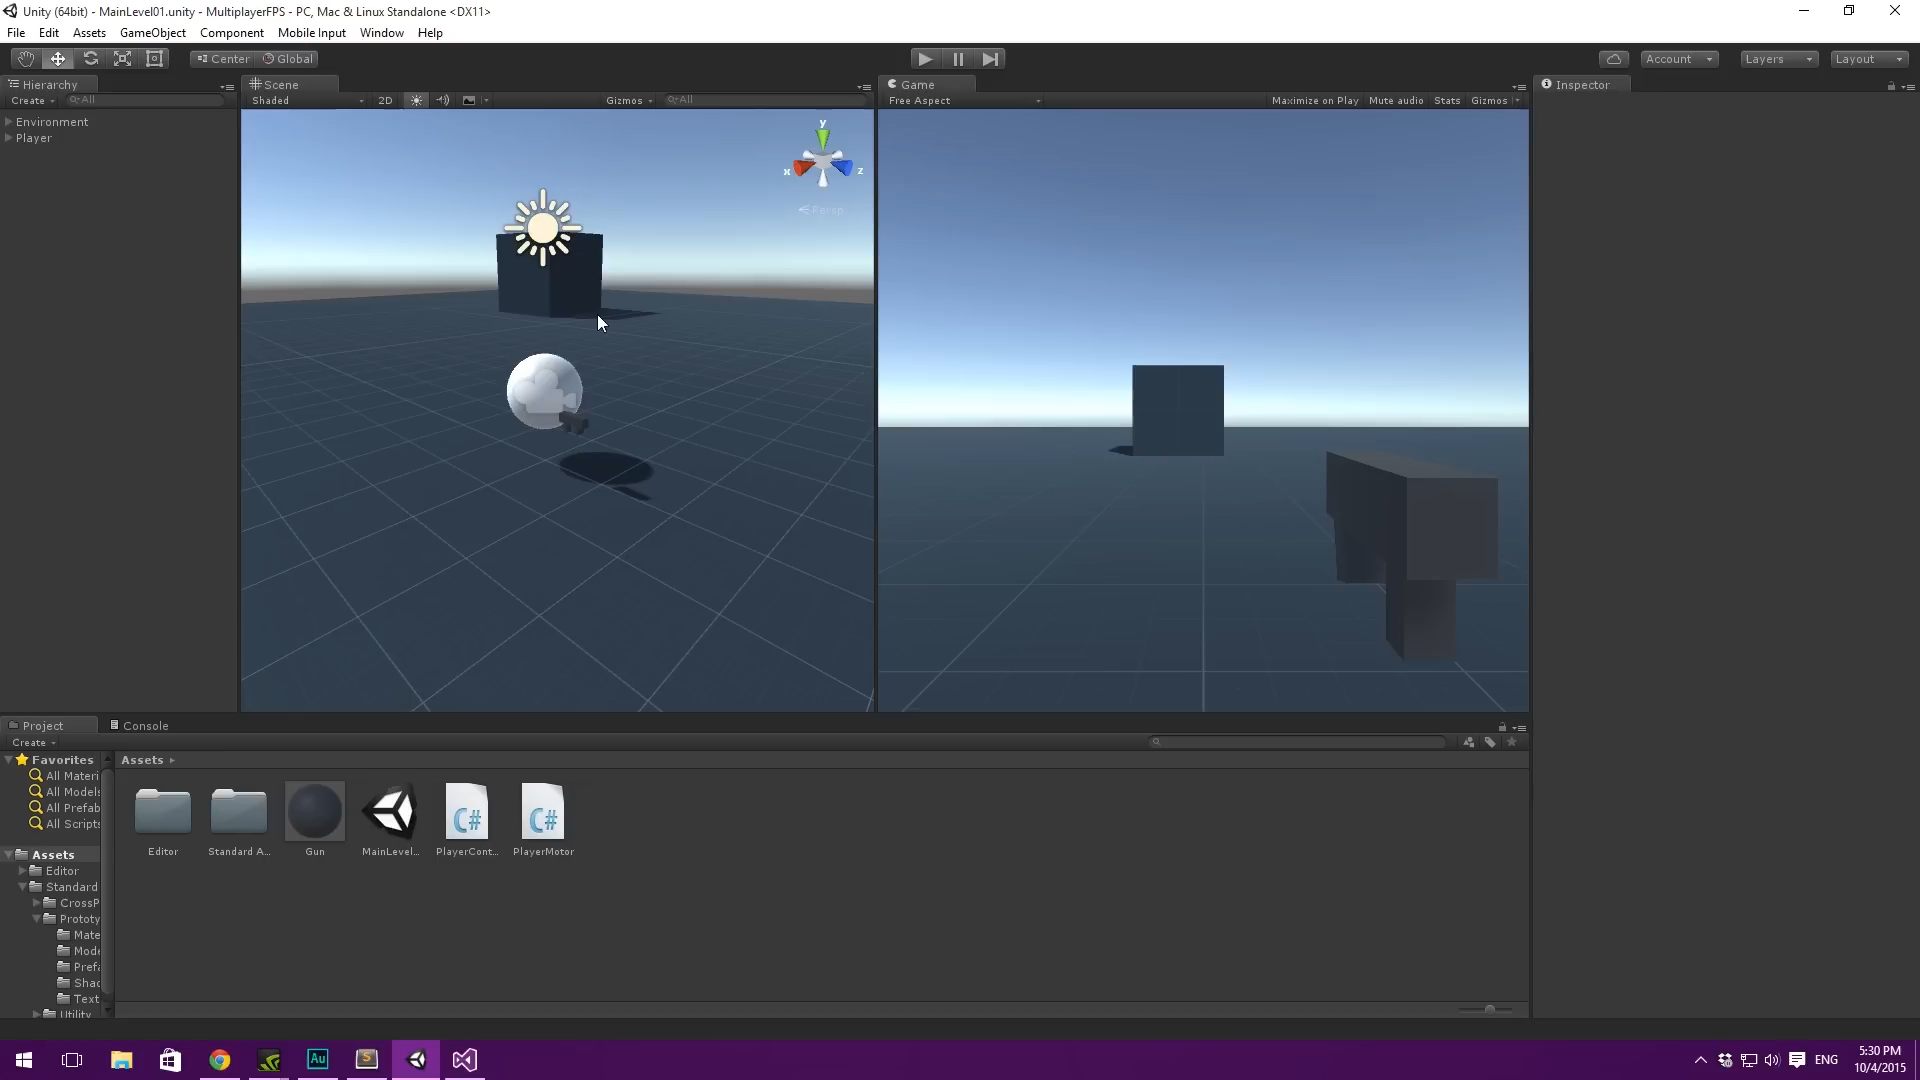 Unity (64bit) - MainLevel01.unity - MultiplayerFPS - PC, Mac & Linux Standalone <DX11>
File Edit Assets GameObject Component Mobile Input Window Help
Center Global Account Layers Layout
Hierarchy
Create All
Environment
Player
Scene
Shaded 2D Gizmos All
y
x z
Persp
Game
Free Aspect Maximize on Play Mute audio Stats Gizmos
Inspector
Project Console
Create
Favorites
All Materi
All Models
All Prefab
All Scripts
Assets
Editor
Standard
CrossP
Prototy
Mate
Mode
Prefa
Shad
Text
Utility
Assets
C# C#
Editor Standard A... Gun MainLevel... PlayerCont... PlayerMotor
Au S
ENG
5:30 PM
10/4/2015